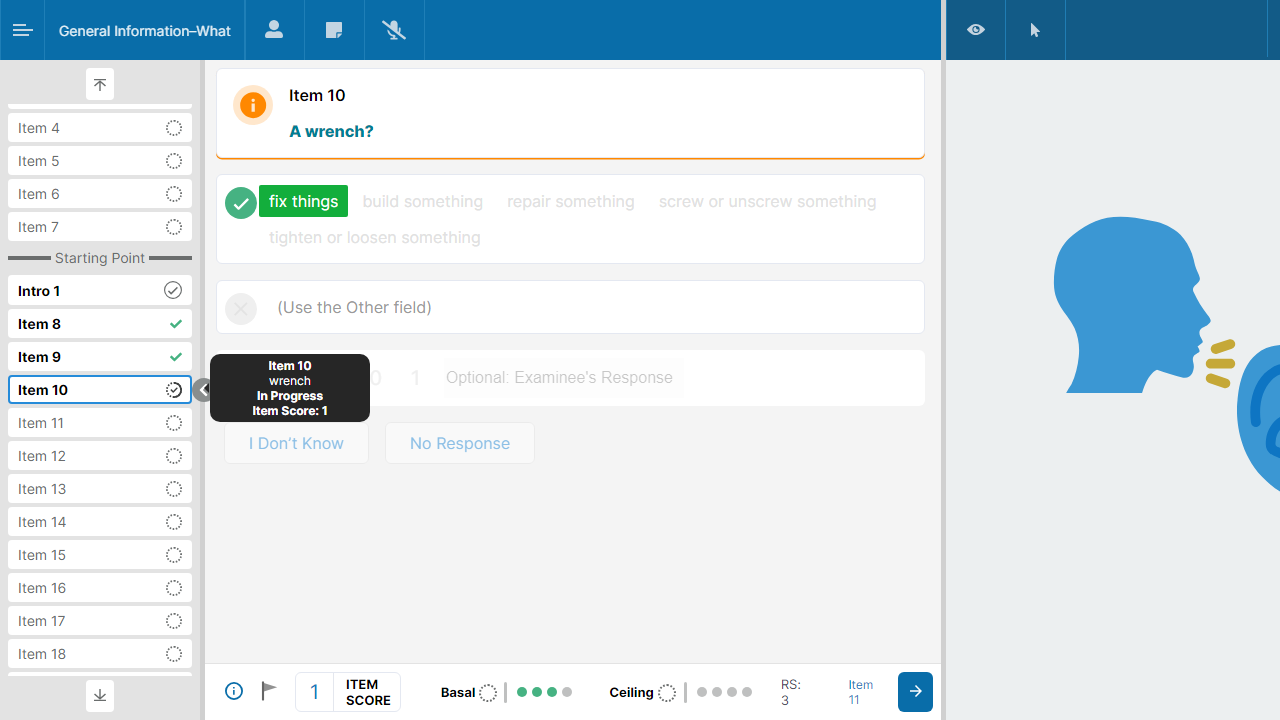 General Information–What
Item 4
Item 5
Item 6
Item 7
Starting Point
Intro 1
Item 8
Item 9
Item 10
Item 11
Item 12
Item 13
Item 14
Item 15
Item 16
Item 17
Item 18
Item 10
A wrench?
fix things build something repair something screw or unscrew something
tighten or loosen something
(Use the Other field)
Item 10
wrench
In Progress
Item Score: 1
0 1 Optional: Examinee's Response
I Don’t Know No Response
1 ITEM
SCORE
Basal
Ceiling
RS:
3
Item
11